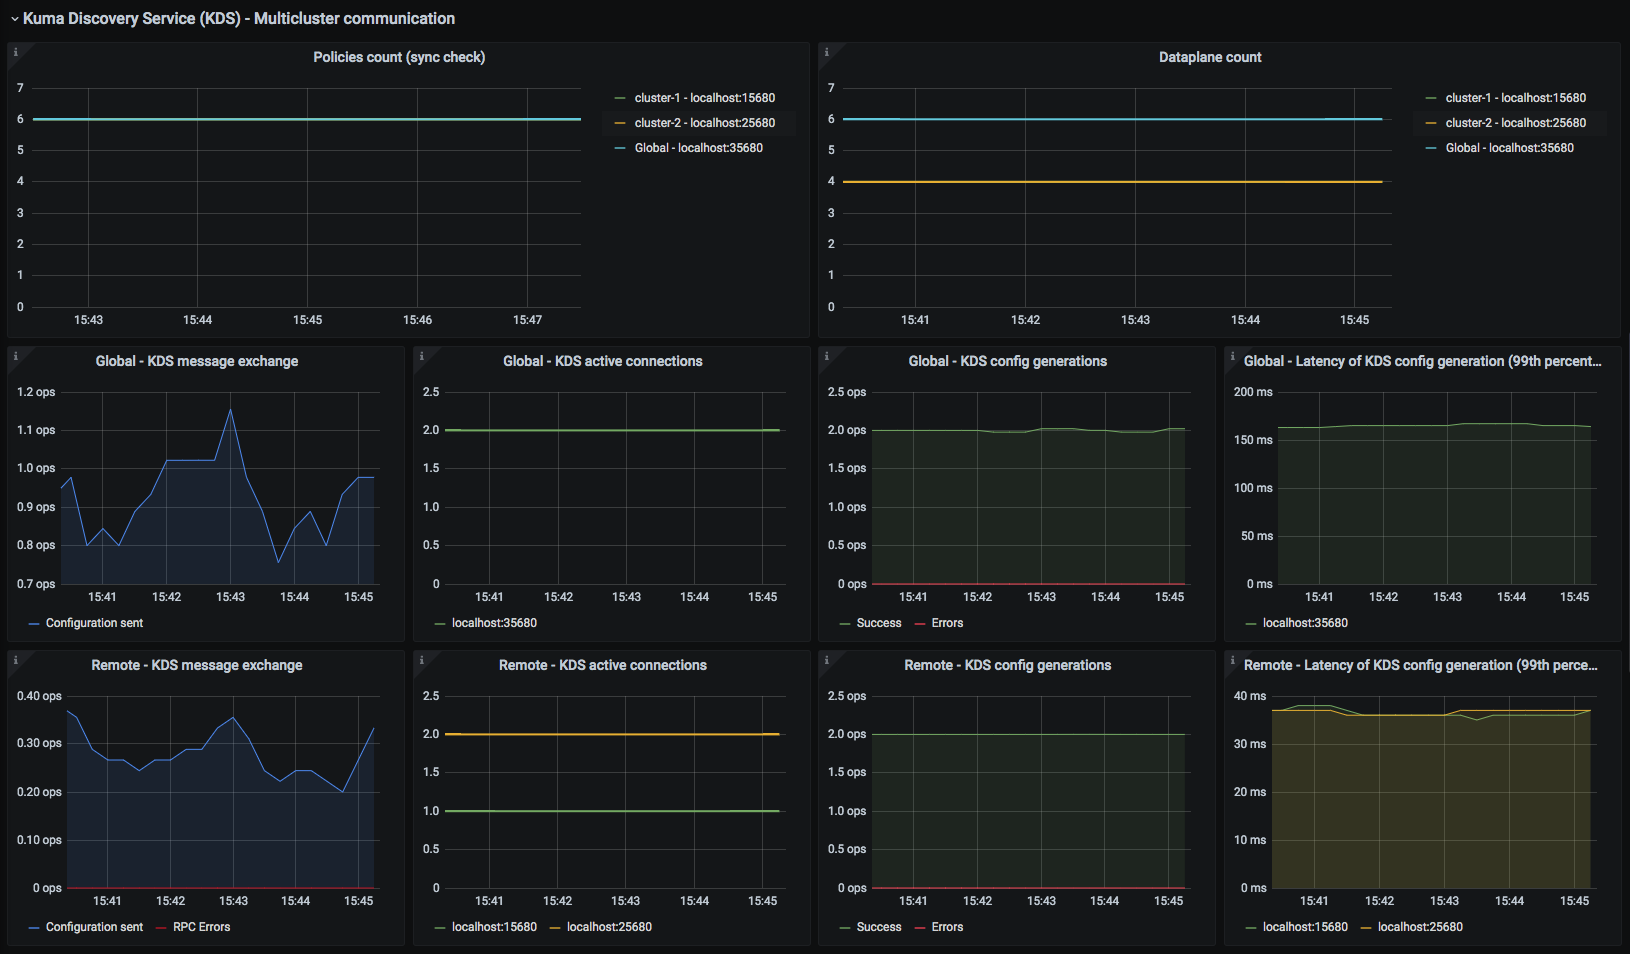 Kuma Discovery Service (KDS) - Multicluster communication
Policies count (sync check)
7
6
5
4
3
2
1
0
15:43 15:44 15:45 15:46 15:47
cluster-1 - localhost:15680
cluster-2 - localhost:25680
Global - localhost:35680
Dataplane count
7
6
5
4
3
2
1
0
15:41 15:42 15:43 15:44 15:45
cluster-1 - localhost:15680
cluster-2 - localhost:25680
Global - localhost:35680
Global - KDS message exchange
1.2 ops
1.1 ops
1.0 ops
0.9 ops
0.8 ops
0.7 ops
15:41 15:42 15:43 15:44 15:45
Configuration sent
Global - KDS active connections
2.5
2.0
1.5
1.0
0.5
0
15:41 15:42 15:43 15:44 15:45
localhost:35680
Global - KDS config generations
2.5 ops
2.0 ops
1.5 ops
1.0 ops
0.5 ops
0 ops
15:41 15:42 15:43 15:44 15:45
Success Errors
Global - Latency of KDS config generation (99th percent...
200 ms
150 ms
100 ms
50 ms
0 ms
15:41 15:42 15:43 15:44 15:45
localhost:35680
Remote - KDS message exchange
0.40 ops
0.30 ops
0.20 ops
0.10 ops
0 ops
15:41 15:42 15:43 15:44 15:45
Configuration sent RPC Errors
Remote - KDS active connections
2.5
2.0
1.5
1.0
0.5
0
15:41 15:42 15:43 15:44 15:45
localhost:15680 localhost:25680
Remote - KDS config generations
2.5 ops
2.0 ops
1.5 ops
1.0 ops
0.5 ops
0 ops
15:41 15:42 15:43 15:44 15:45
Success Errors
Remote - Latency of KDS config generation (99th perce...
40 ms
30 ms
20 ms
10 ms
0 ms
15:41 15:42 15:43 15:44 15:45
localhost:15680 localhost:25680